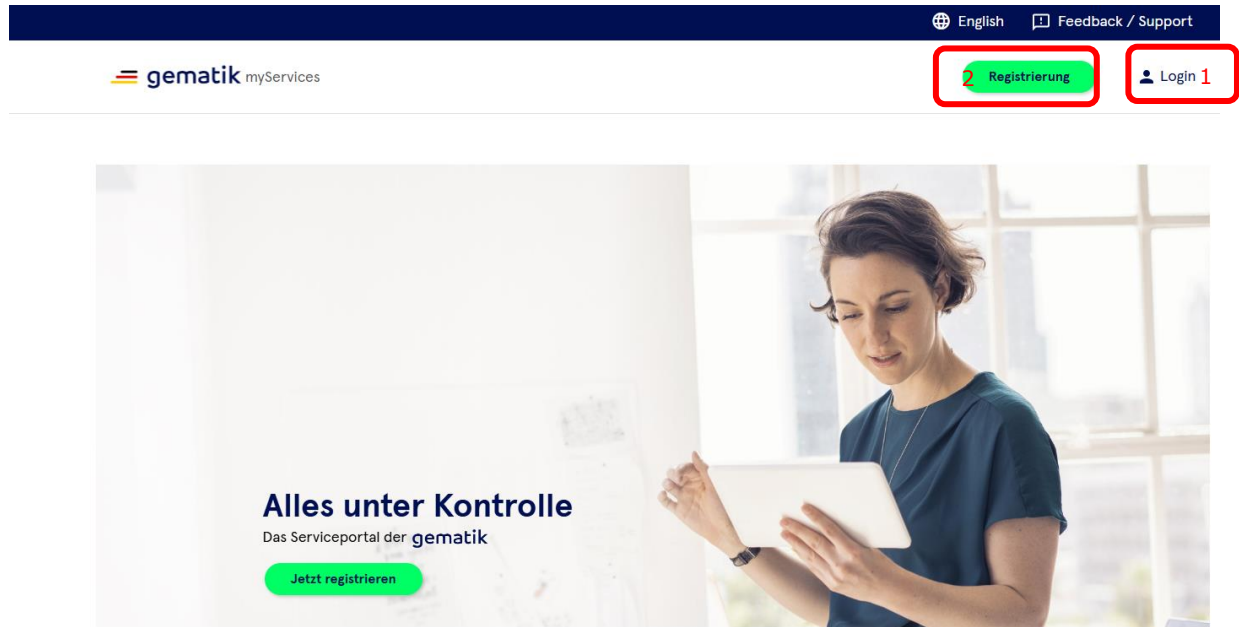 English Feedback / Support
gematik myServices 2 Registrierung Login 1
Alles unter Kontrolle
Das Serviceportal der gematik
Jetzt registrieren